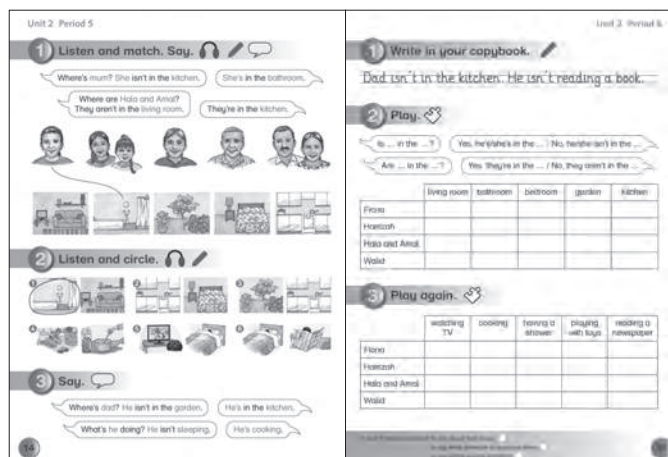 Unit 2 Period 5
1 Listen and match. Say.
Where's mum? She isn't in the kitchen.
She's in the bathroom.
Where are Hala and Amal?
They aren't in the living room.
They're in the kitchen.
2 Listen and circle.
1 2 3
4 5 6
3 Say.
Where's dad? He isn't in the garden.
He's in the kitchen.
What's he doing? He isn't sleeping.
He's cooking.
14
Unit 2 Period 6
1 Write in your copybook.
Dad isn't in the kitchen. He isn't reading a book.
2 Play.
Is ... in the ...?
Yes, he's/she's in the ... / No, he/she isn't in the ...
Are ... in the ...?
Yes, they're in the ... / No, they aren't in the ...
living room bathroom bedroom garden kitchen
Hamzah
Hala and Amal
Walid
3 Play again.
watching TV cooking having a shower playing with toys reading a newspaper
Hamzah
Hala and Amal
Walid